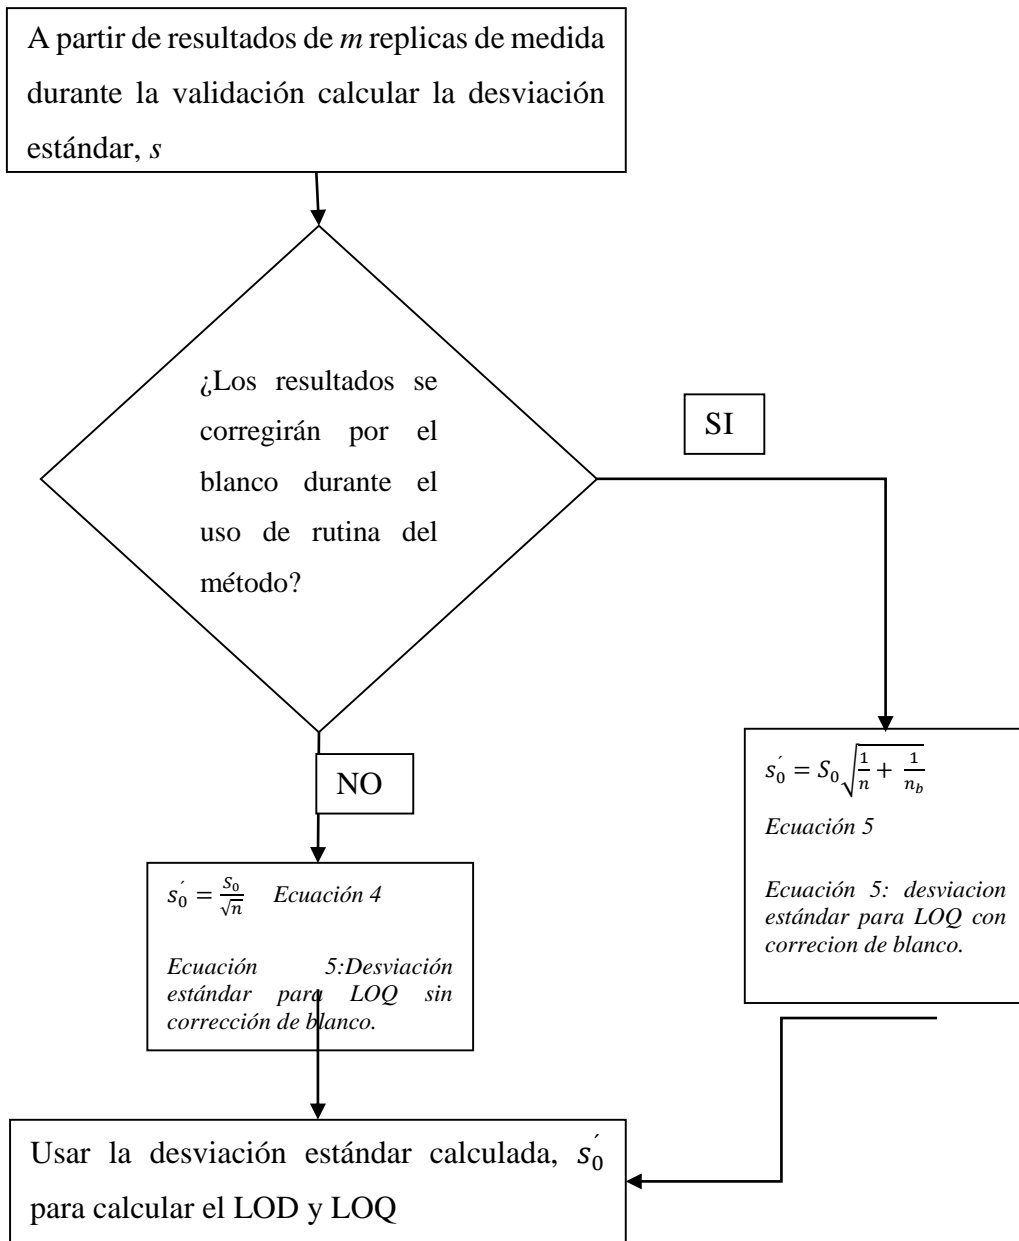 A partir de resultados de m replicas de medida
durante la validación calcular la desviación
estándar, s
¿Los resultados se
corregirán por el
blanco durante el
uso de rutina del
método?
SI
NO
s₀´ = S₀√(1/n + 1/n_b)
Ecuación 5
Ecuación 5: desviacion
estándar para LOQ con
correcion de blanco.
s₀´ = S₀/√n Ecuación 4
Ecuación 5:Desviación
estándar para LOQ sin
corrección de blanco.
Usar la desviación estándar calculada, s₀´
para calcular el LOD y LOQ